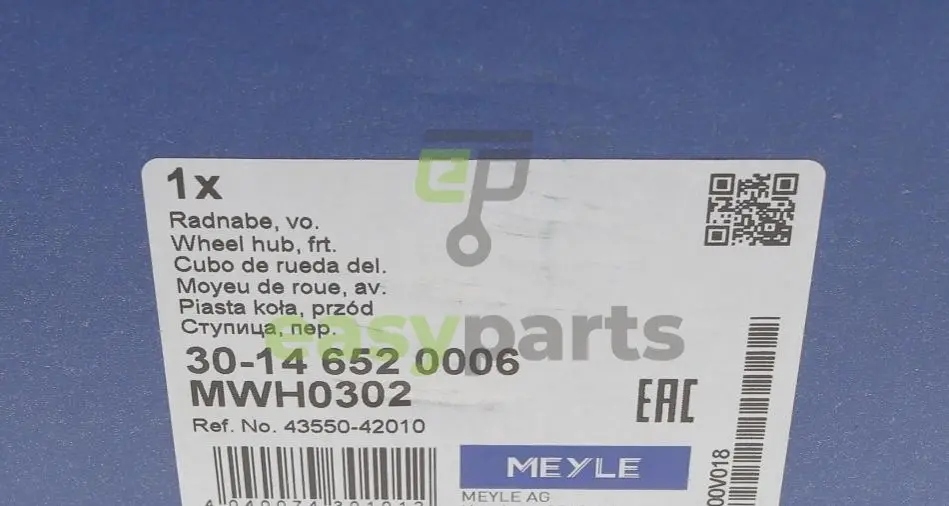 1x
Radnabe, vo.
Wheel hub, frt.
Cubo de rueda del.
Moyeu de roue, av.
Piasta koła, przód
Ступица, пер.
easyparts
30-14 652 0006
MWH0302
Ref. No. 43550-42010
EAC
MEYLE
MEYLE AG
00V018
ep